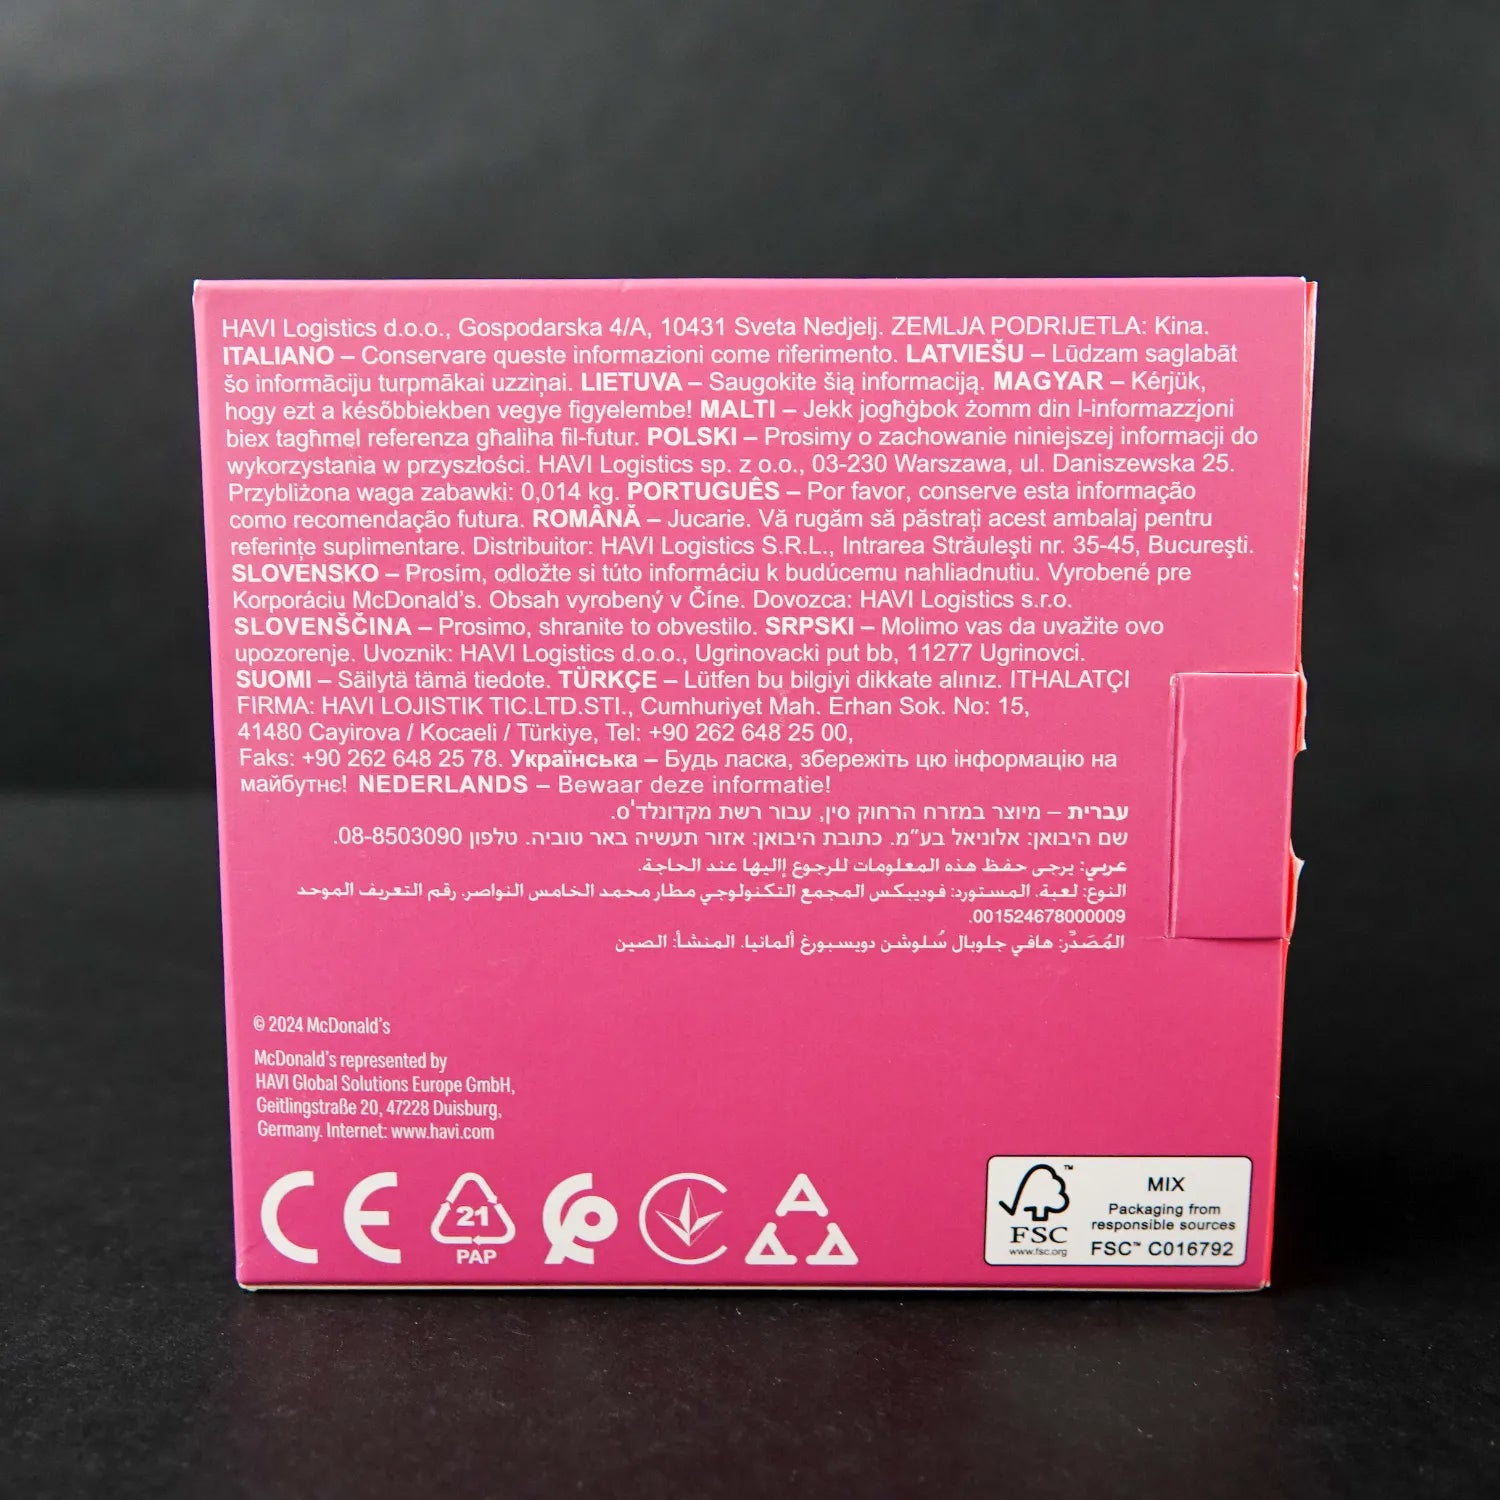 HAVI Logistics d.o.o., Gospodarska 4/A, 10431 Sveta Nedjelj. ZEMLJA PODRIJETLA: Kina.
ITALIANO – Conservare queste informazioni come riferimento. LATVIEŠU – Lūdzam saglabāt
šo informāciju turpmākai uzziņai. LIETUVA – Saugokite šią informaciją. MAGYAR – Kérjük,
hogy ezt a későbbiekben vegye figyelembe! MALTI – Jekk jogħġbok żomm din l-informazzjoni
biex tagħmel referenza għaliha fil-futur. POLSKI – Prosimy o zachowanie niniejszej informacji do
wykorzystania w przyszłości. HAVI Logistics sp. z o.o., 03-230 Warszawa, ul. Daniszewska 25.
Przybliżona waga zabawki: 0,014 kg. PORTUGUÊS – Por favor, conserve esta informação
como recomendação futura. ROMÂNĂ – Jucarie. Vă rugăm să păstrați acest ambalaj pentru
referințe suplimentare. Distribuitor: HAVI Logistics S.R.L., Intrarea Străuleşti nr. 35-45, Bucureşti.
SLOVENSKO – Prosím, odložte si túto informáciu k budúcemu nahliadnutiu. Vyrobené pre
Korporáciu McDonald's. Obsah vyrobený v Číne. Dovozca: HAVI Logistics s.r.o.
SLOVENŠČINA – Prosimo, shranite to obvestilo. SRPSKI – Molimo vas da uvažite ovo
upozorenje. Uvoznik: HAVI Logistics d.o.o., Ugrinovacki put bb, 11277 Ugrinovci.
SUOMI – Säilytä tämä tiedote. TÜRKÇE – Lütfen bu bilgiyi dikkate alınız. ITHALATÇI
FIRMA: HAVI LOJISTIK TIC.LTD.STI., Cumhuriyet Mah. Erhan Sok. No: 15,
41480 Cayirova / Kocaeli / Türkiye, Tel: +90 262 648 25 00,
Faks: +90 262 648 25 78. Українська – Будь ласка, збережіть цю інформацію на
майбутнє! NEDERLANDS – Bewaar deze informatie!
עברית – מיוצר במזרח הרחוק סין, עבור רשת מקדונלד'ס.
שם היבואן: אלוניאל בע״מ. כתובת היבואן: אזור תעשיה באר טוביה. טלפון 08-8503090.
عربي: يرجى حفظ هذه المعلومات للرجوع إاليها عند الحاجة.
النوع: لعبة. المستورد: فوديبكس المجمع التكنولوجي مطار محمد الخامس النواصر. رقم التعريف الموحد
001524678000009.
المُصَدِّر: هافي جلوبال سُلوشن دويسبورغ ألمانيا. المنشأ: الصين
© 2024 McDonald's
McDonald's represented by
HAVI Global Solutions Europe GmbH,
Geitlingstraße 20, 47228 Duisburg,
Germany. Internet: www.havi.com
CE
21
PAP
FSC
www.fsc.org
MIX
Packaging from
responsible sources
FSC™ C016792